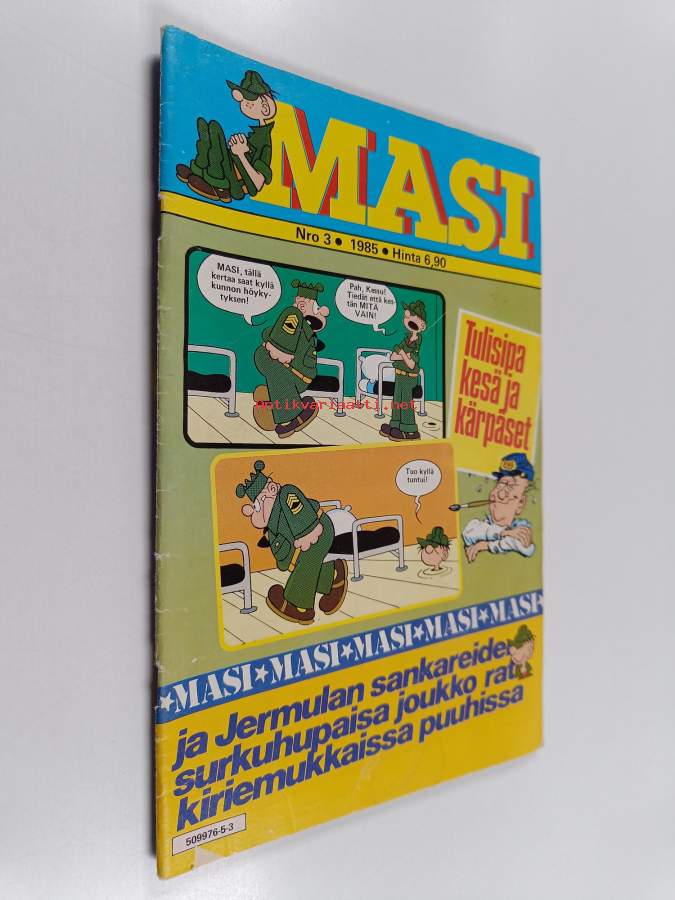 MASI
Nro 3 • 1985 • Hinta 6,90
MASI, tällä
kertaa saat kyllä
kunnon höyky-
tyksen!
Pah, Kessu!
Tiedän että kes-
tän MITÄ
VAIN!
Tulisipa
kesä ja
kärpäset
Antikvariaatti.net
Tuo kyllä
tuntui!
★MASI★MASI★MASI★MASI★MASI
ja Jermulan sankareiden
surkuhupaisa joukko rat
kiriemukkaissa puuhissa
509976-5-3